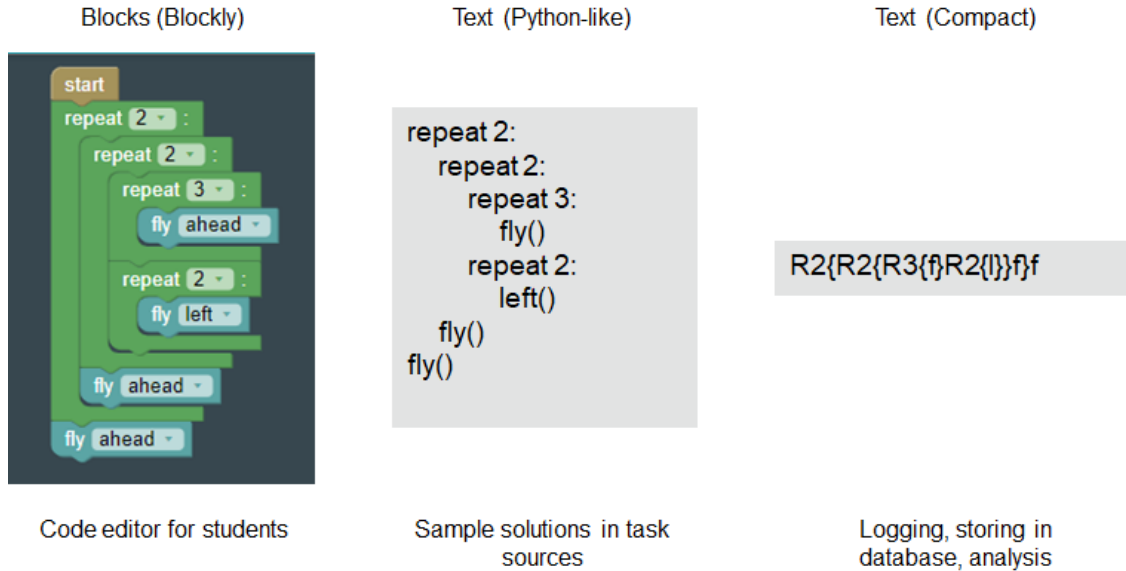 Blocks (Blockly)
start
repeat 2 :
repeat 2 :
repeat 3 :
fly ahead
repeat 2 :
fly left
fly ahead
fly ahead
Code editor for students
Text (Python-like)
repeat 2:
repeat 2:
repeat 3:
fly()
repeat 2:
left()
fly()
fly()
Sample solutions in task
sources
Text (Compact)
R2{R2{R3{f}R2{l}}f}f
Logging, storing in
database, analysis